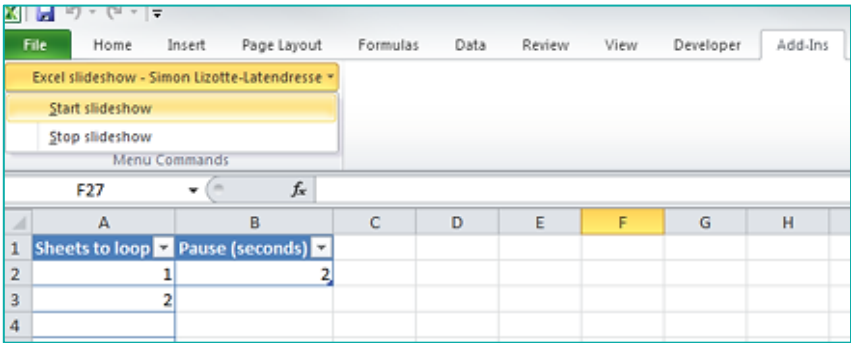 File Home Insert Page Layout Formulas Data Review View Developer Add-Ins
Excel slideshow - Simon Lizotte-Latendresse
Start slideshow
Stop slideshow
Menu Commands
F27 fx
A B C D E F G H
1 Sheets to loop Pause (seconds)
2 1 2
3 2
4